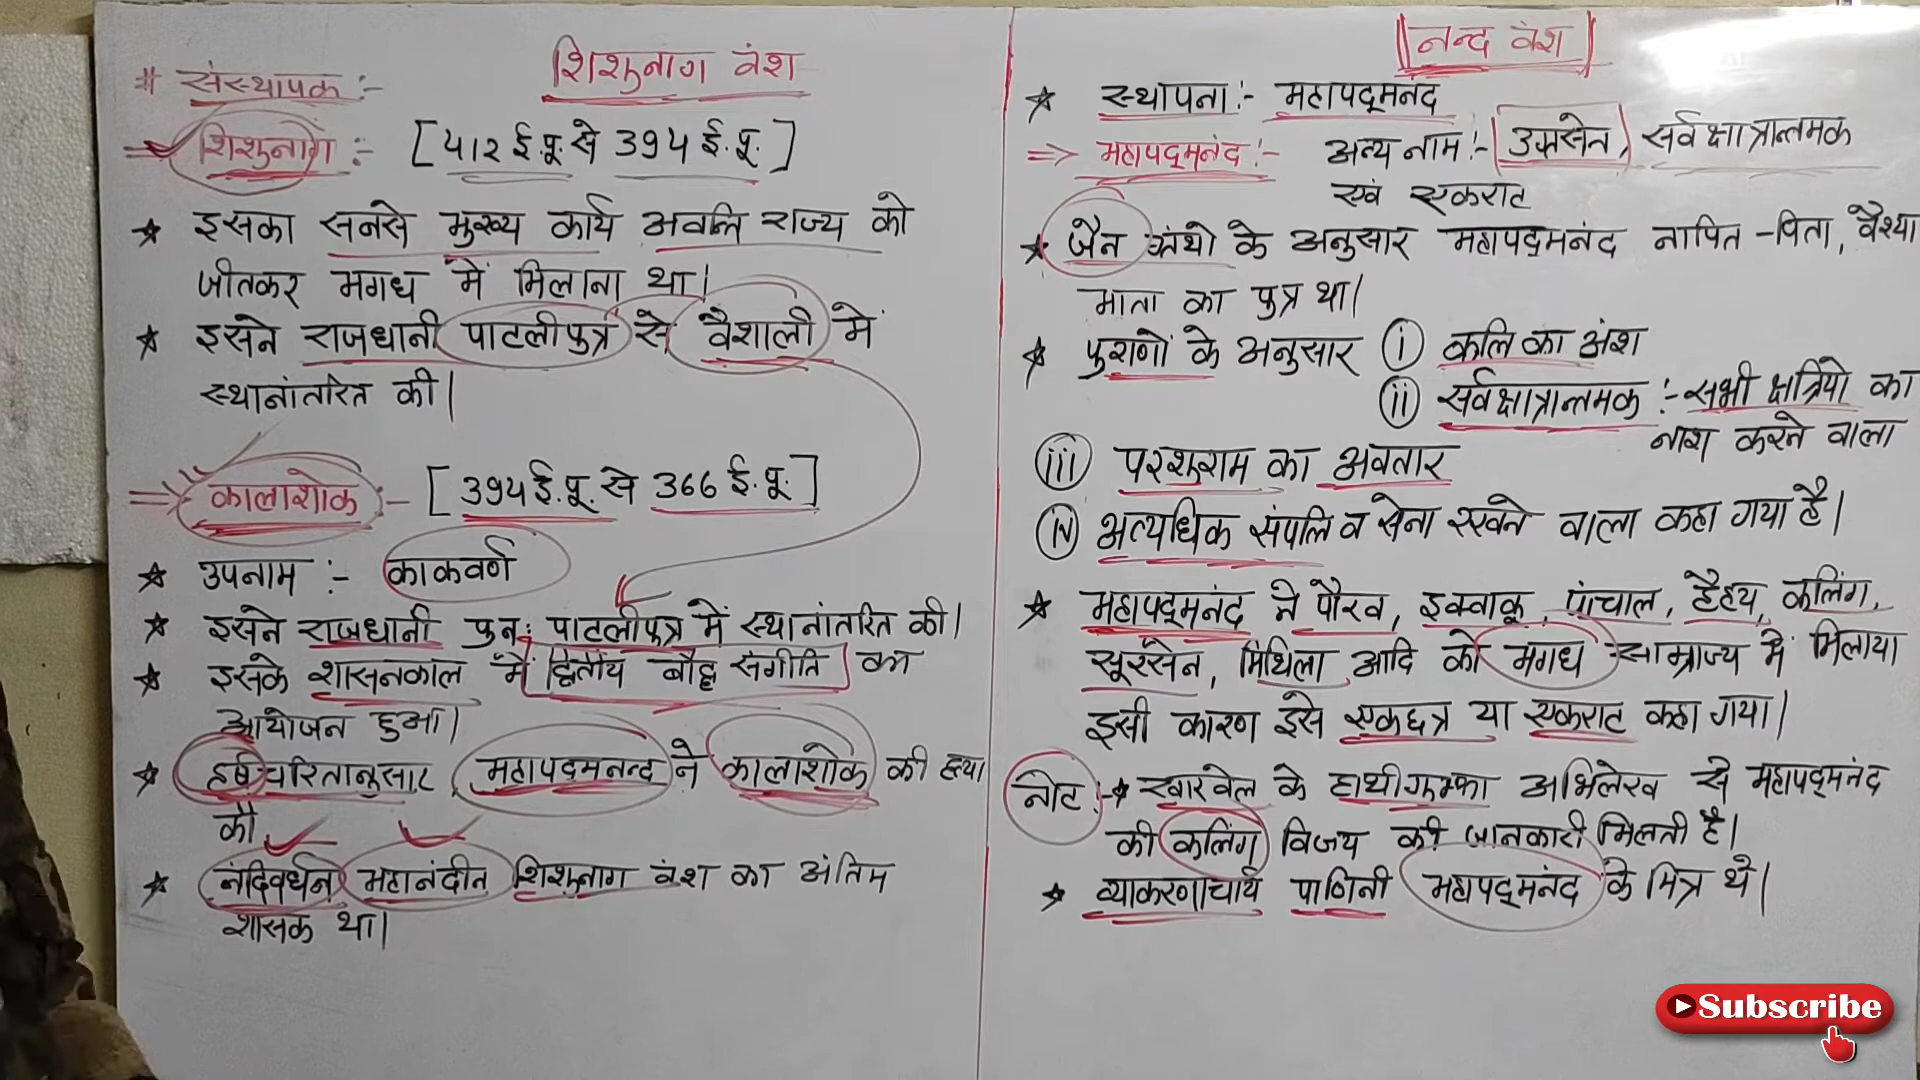 शिशुनाग वंश
# संस्थापक :-
शिशुनाग :- [412 ई.पू. से 394 ई.पू.]
* इसका सबसे मुख्य कार्य अवन्ति राज्य को
जीतकर मगध में मिलाना था।
* इसने राजधानी पाटलीपुत्र से वैशाली में
स्थानांतरित की।
=> कालाशोक - [394 ई.पू. से 366 ई.पू.]
* उपनाम :- काकवर्ण
* इसने राजधानी पुन: पाटलीपुत्र में स्थानांतरित की।
* इसके शासनकाल में द्वितीय बौद्ध संगीति का
आयोजन हुआ।
* हर्षचरितानुसार महापद्मनन्द ने कालाशोक की हत्या
की
* नंदिवर्धन महानंदीन शिशुनाग वंश का अंतिम
शासक था।
नन्द वंश
* स्थापना :- महापद्मनंद
=> महापद्मनंद :- अन्य नाम :- उग्रसेन, सर्वक्षात्रान्तमक
एवं एकराट
* जैन ग्रंथो के अनुसार महापद्मनंद नापित - पिता, वैश्या
माता का पुत्र था।
* पुराणों के अनुसार (i) कलि का अंश
(ii) सर्वक्षात्रान्तमक :- सभी क्षत्रियो का
नाश करने वाला
(iii) परशुराम का अवतार
(iv) अत्यधिक संपत्ति व सेना रखने वाला कहा गया है।
* महापद्मनंद ने पौरव, इक्वाकू, पांचाल, हैहय, कलिंग,
सूरसेन, मिथिला आदि को मगध साम्राज्य में मिलाया
इसी कारण इसे एकछत्र या एकराट कहा गया।
नोट :- * खारवेल के हाथीगुम्फा अभिलेख से महापद्मनंद
की कलिंग विजय की जानकारी मिलती है।
* व्याकरणाचार्य पाणिनी महापद्मनंद के मित्र थे।
Subscribe